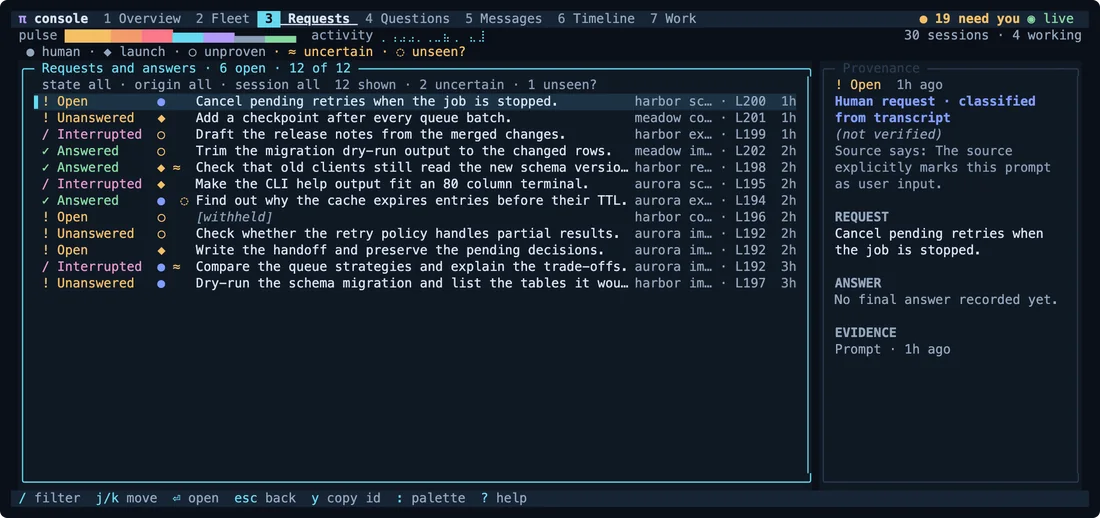 π console 1 Overview 2 Fleet 3 Requests 4 Questions 5 Messages 6 Timeline 7 Work ● 19 need you ◉ live
pulse activity 30 sessions · 4 working
● human · ◆ launch · ○ unproven · ≈ uncertain · ◌ unseen?
Requests and answers · 6 open · 12 of 12
state all · origin all · session all 12 shown · 2 uncertain · 1 unseen?
! Open ● Cancel pending retries when the job is stopped. harbor sc… · L200 1h
! Unanswered ◆ Add a checkpoint after every queue batch. meadow co… · L201 1h
/ Interrupted ○ Draft the release notes from the merged changes. harbor ex… · L199 1h
✓ Answered ○ Trim the migration dry-run output to the changed rows. meadow im… · L202 2h
✓ Answered ◆ ≈ Check that old clients still read the new schema versio… harbor re… · L198 2h
/ Interrupted ◆ Make the CLI help output fit an 80 column terminal. aurora sc… · L195 2h
✓ Answered ● ◌ Find out why the cache expires entries before their TTL. aurora ex… · L194 2h
! Open ○ [withheld] harbor co… · L196 2h
! Unanswered ○ Check whether the retry policy handles partial results. aurora im… · L192 2h
! Open ◆ Write the handoff and preserve the pending decisions. aurora im… · L192 2h
/ Interrupted ● ≈ Compare the queue strategies and explain the trade-offs. aurora im… · L192 3h
! Unanswered ● Dry-run the schema migration and list the tables it wou… harbor im… · L197 3h
Provenance
! Open 1h ago
Human request · classified
from transcript
(not verified)
Source says: The source
explicitly marks this prompt
as user input.
REQUEST
Cancel pending retries when
the job is stopped.
ANSWER
No final answer recorded yet.
EVIDENCE
Prompt · 1h ago
/ filter j/k move ⏎ open esc back y copy id : palette ? help